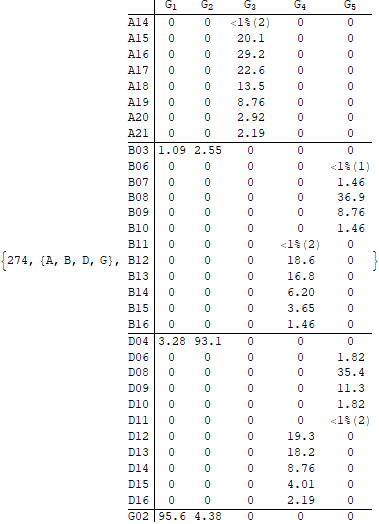 G1 G2 G3 G4 G5
A14 0 0 <1%(2) 0 0
A15 0 0 20.1 0 0
A16 0 0 29.2 0 0
A17 0 0 22.6 0 0
A18 0 0 13.5 0 0
A19 0 0 8.76 0 0
A20 0 0 2.92 0 0
A21 0 0 2.19 0 0
B03 1.09 2.55 0 0 0
B06 0 0 0 0 <1%(1)
B07 0 0 0 0 1.46
B08 0 0 0 0 36.9
B09 0 0 0 0 8.76
B10 0 0 0 0 1.46
B11 0 0 0 <1%(2) 0
{274, {A, B, D, G}, B12 0 0 0 18.6 0 }
B13 0 0 0 16.8 0
B14 0 0 0 6.20 0
B15 0 0 0 3.65 0
B16 0 0 0 1.46 0
D04 3.28 93.1 0 0 0
D06 0 0 0 0 1.82
D08 0 0 0 0 35.4
D09 0 0 0 0 11.3
D10 0 0 0 0 1.82
D11 0 0 0 0 <1%(2)
D12 0 0 0 19.3 0
D13 0 0 0 18.2 0
D14 0 0 0 8.76 0
D15 0 0 0 4.01 0
D16 0 0 0 2.19 0
G02 95.6 4.38 0 0 0